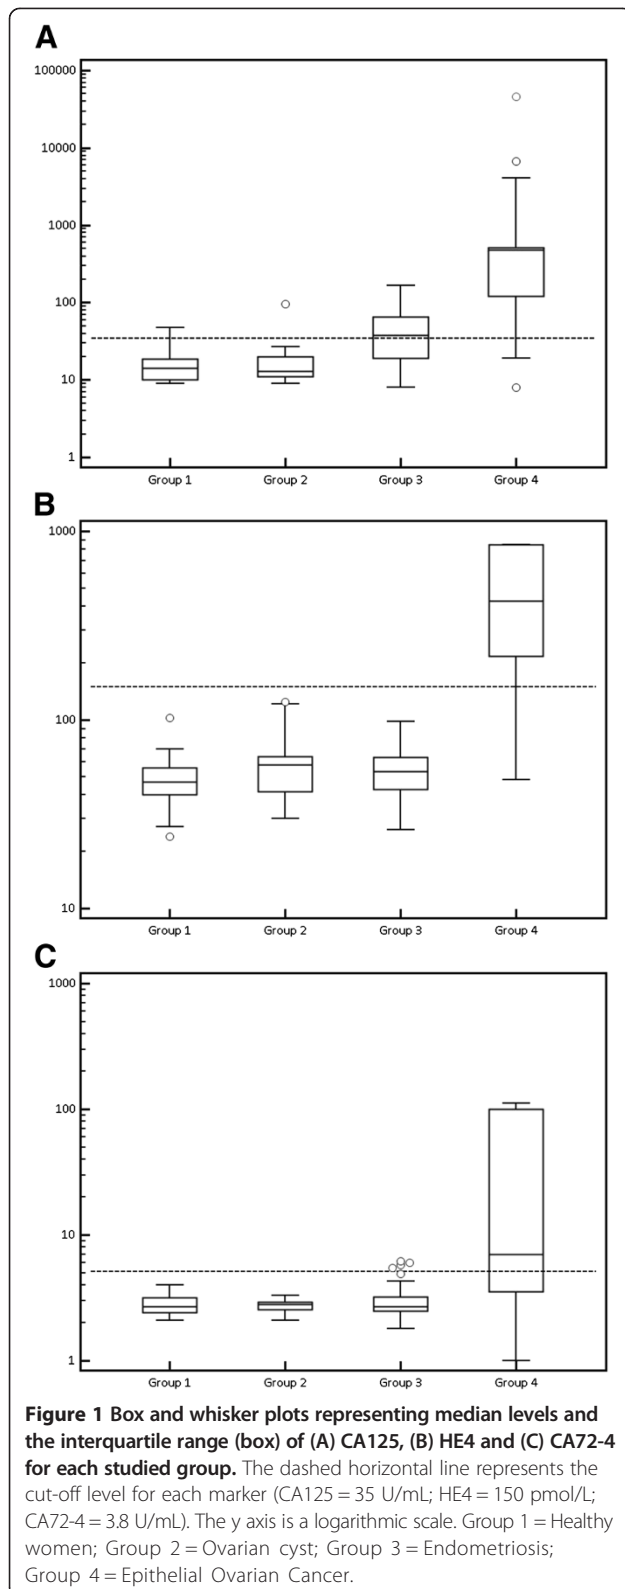 A
100000
10000
1000
100
10
1
Group 1 Group 2 Group 3 Group 4
B
1000
100
10
Group 1 Group 2 Group 3 Group 4
C
1000
100
10
1
Group 1 Group 2 Group 3 Group 4
Figure 1 Box and whisker plots representing median levels and
the interquartile range (box) of (A) CA125, (B) HE4 and (C) CA72-4
for each studied group. The dashed horizontal line represents the
cut-off level for each marker (CA125 = 35 U/mL; HE4 = 150 pmol/L;
CA72-4 = 3.8 U/mL). The y axis is a logarithmic scale. Group 1 = Healthy
women; Group 2 = Ovarian cyst; Group 3 = Endometriosis;
Group 4 = Epithelial Ovarian Cancer.